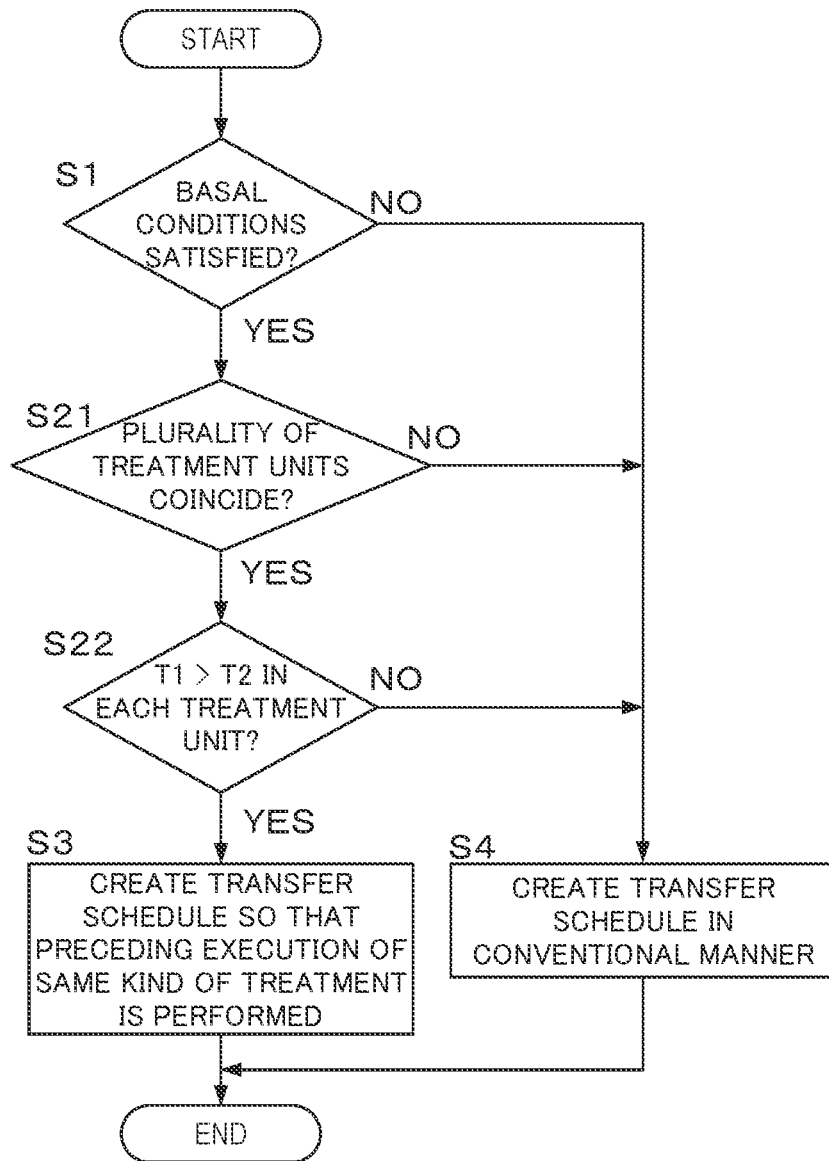 START
S1
BASAL
CONDITIONS
SATISFIED?
NO
YES
S21
PLURALITY OF
TREATMENT UNITS
COINCIDE?
NO
YES
S22
T1 > T2 IN
EACH TREATMENT
UNIT?
NO
YES
S3
CREATE TRANSFER
SCHEDULE SO THAT
PRECEDING EXECUTION OF
SAME KIND OF TREATMENT
IS PERFORMED
S4
CREATE TRANSFER
SCHEDULE IN
CONVENTIONAL MANNER
END